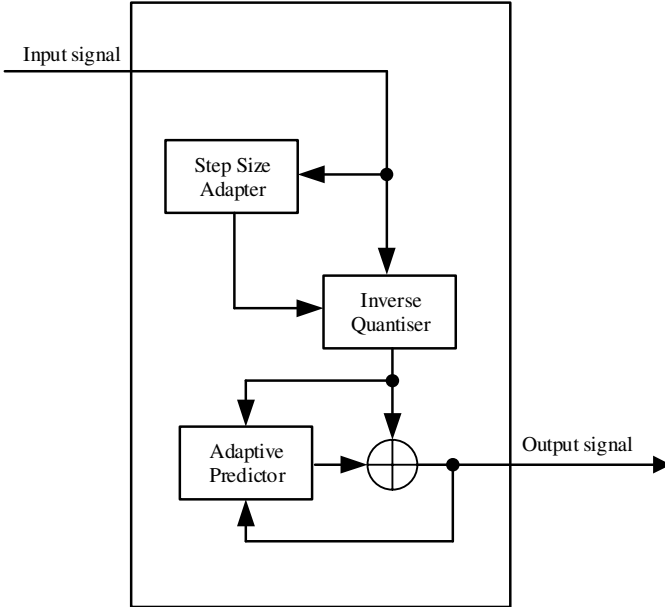 Input signal
Step Size
Adapter
Inverse
Quantiser
Adaptive
Predictor
Output signal